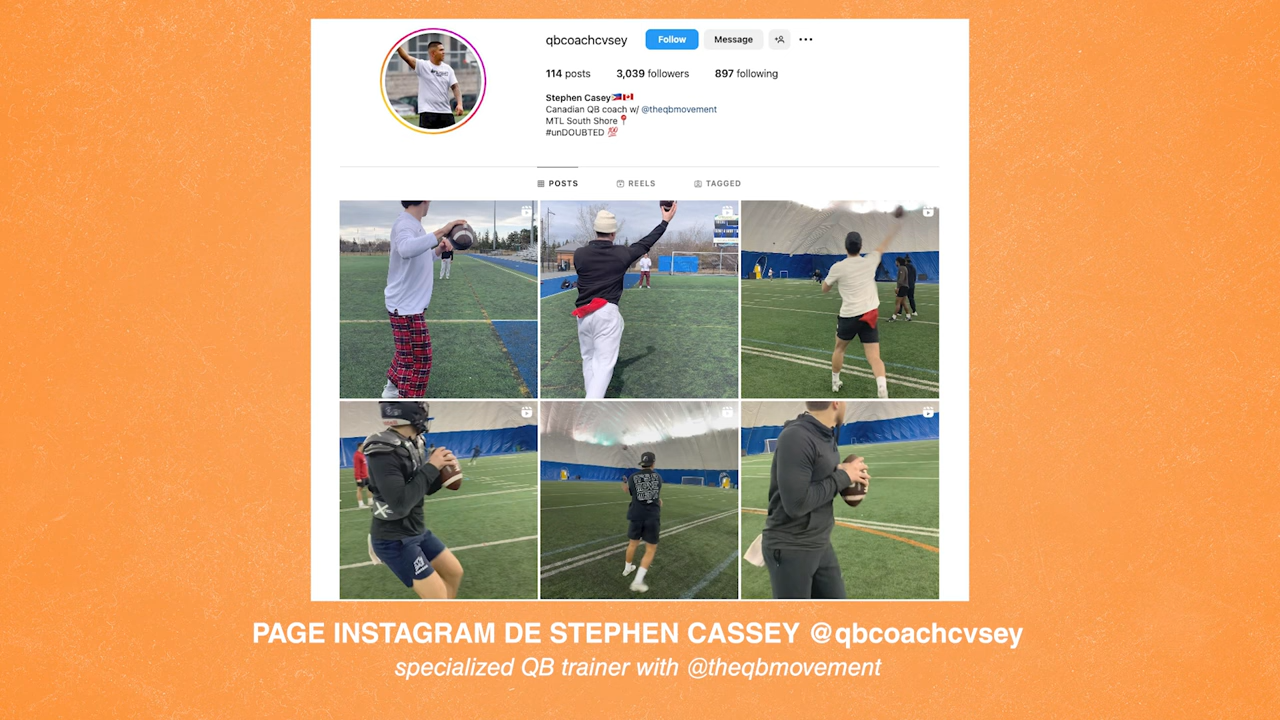 qbcoachcvsey
Follow
Message
114 posts
3,039 followers
897 following
Stephen Casey🇵🇭🇨🇦
Canadian QB coach w/ @theqbmovement
MTL South Shore📍
#unDOUBTED 💯
POSTS
REELS
TAGGED
PAGE INSTAGRAM DE STEPHEN CASSEY @qbcoachcvsey
specialized QB trainer with @theqbmovement